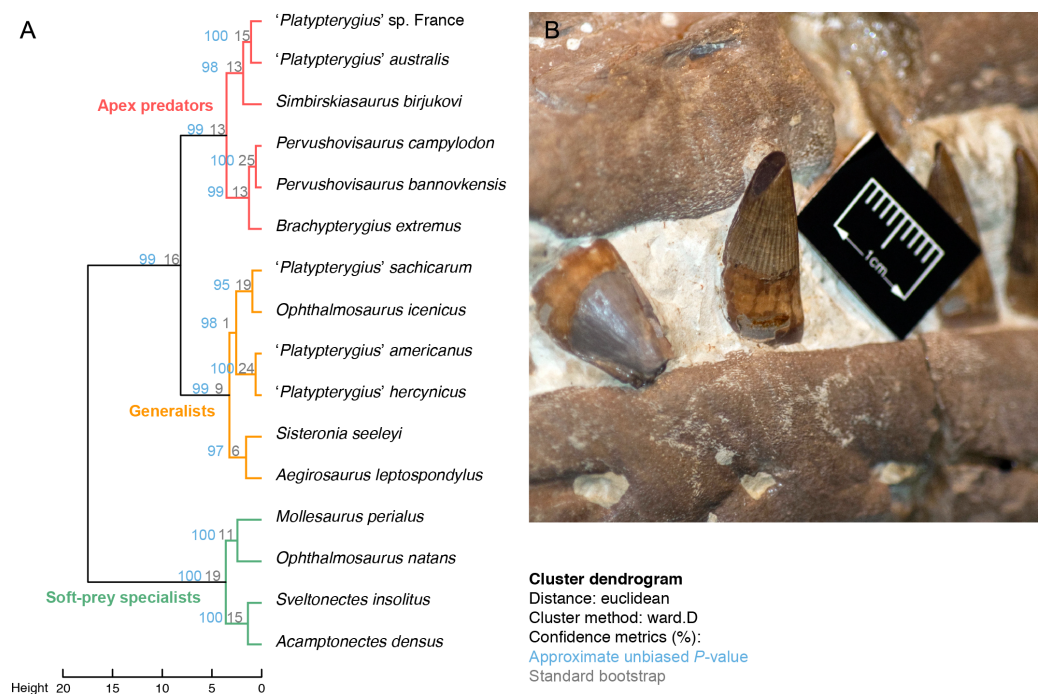 A
B
'Platypterygius' sp. France
100 15
'Platypterygius' australis
98 13
Simbirskiasaurus birjukovi
Apex predators
99 13
Pervushovisaurus campylodon
100 25
Pervushovisaurus bannovkensis
99 13
Brachypterygius extremus
99 16
'Platypterygius' sachicarum
95 19
Ophthalmosaurus icenicus
98 1
'Platypterygius' americanus
100 24
99 9
'Platypterygius' hercynicus
Generalists
Sisteronia seeleyi
97 6
Aegirosaurus leptospondylus
Mollesaurus perialus
100 11
Ophthalmosaurus natans
100 19
Soft-prey specialists
Sveltonectes insolitus
100 15
Acamptonectes densus
Height 20 15 10 5 0
1cm
Cluster dendrogram
Distance: euclidean
Cluster method: ward.D
Confidence metrics (%):
Approximate unbiased P-value
Standard bootstrap